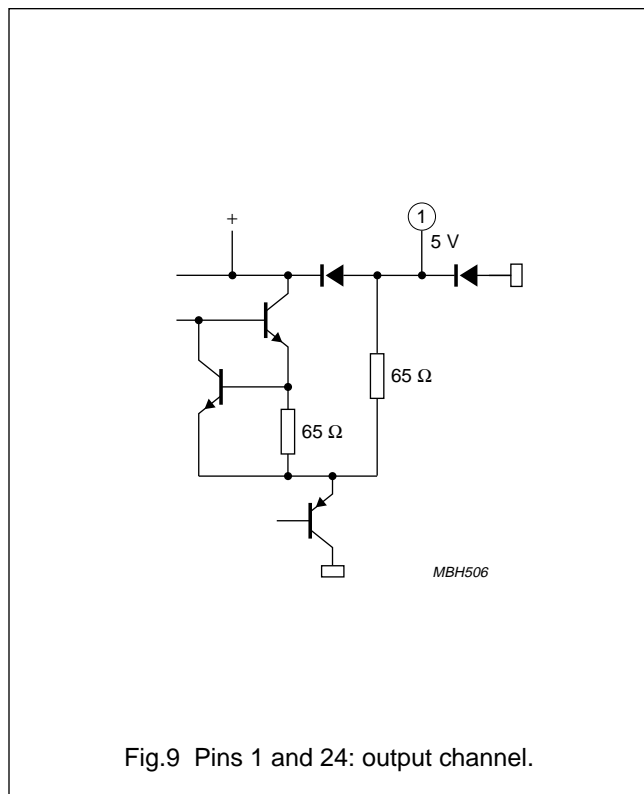 +
1
5 V
65 Ω
65 Ω
MBH506
Fig.9 Pins 1 and 24: output channel.